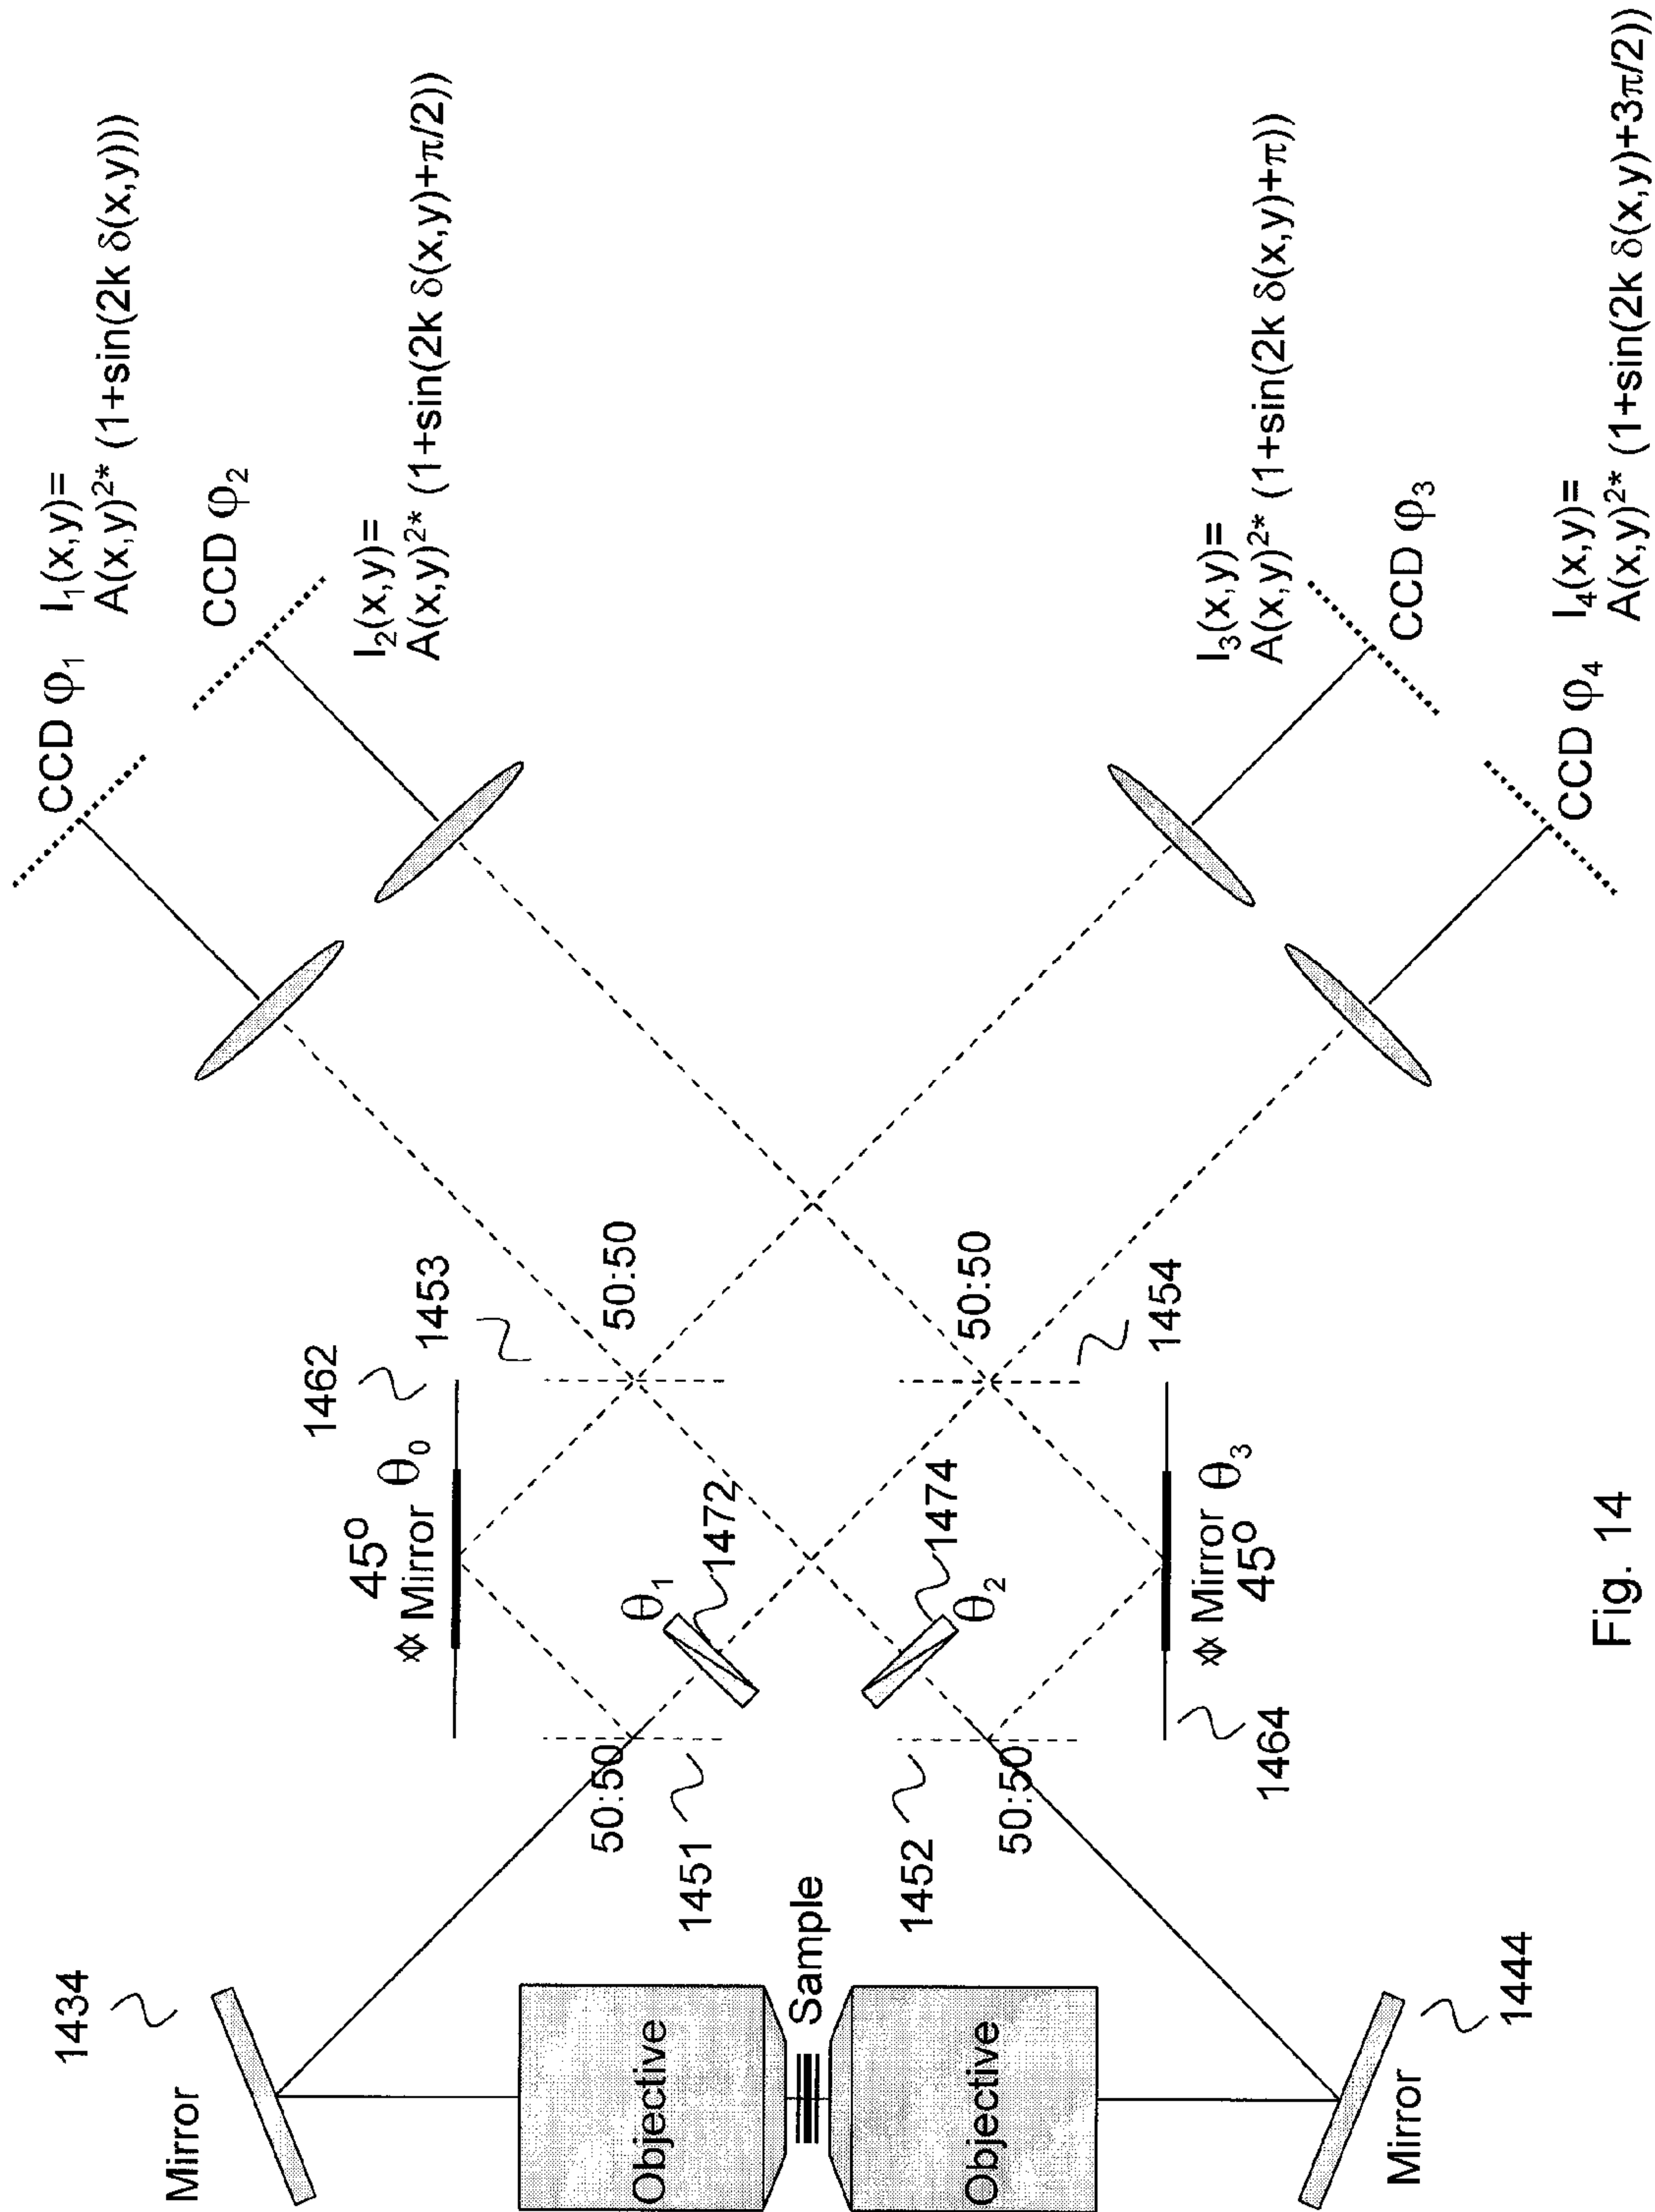 CCD φ₁ I₁(x,y)=
A(x,y)²* (1+sin(2k δ(x,y)))
CCD φ₂
I₂(x,y)=
A(x,y)²* (1+sin(2k δ(x,y)+π/2))
1434
Mirror
1462
1453
45°
Mirror θ₀
50:50
50:50
θ₁
1472
1451
Objective
Sample
1452
1474
θ₂
50:50
50:50
Objective
1454
Mirror θ₃
45°
1464
1444
Mirror
I₃(x,y)=
A(x,y)²* (1+sin(2k δ(x,y)+π))
CCD φ₃
CCD φ₄
I₄(x,y)=
A(x,y)²* (1+sin(2k δ(x,y)+3π/2))
Fig. 14